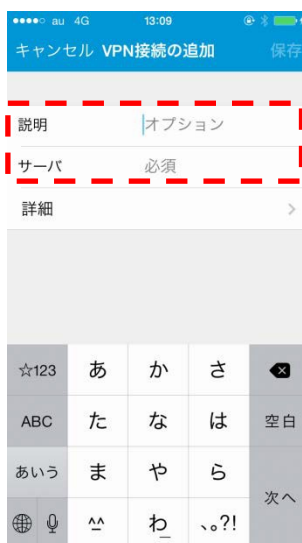 au 4G 13:09
キャンセル VPN接続の追加 保存
説明 オプション
サーバ 必須
詳細
☆123 あ か さ
ABC た な は 空白
あいう ま や ら
^^ わ_ 、。?! 次へ